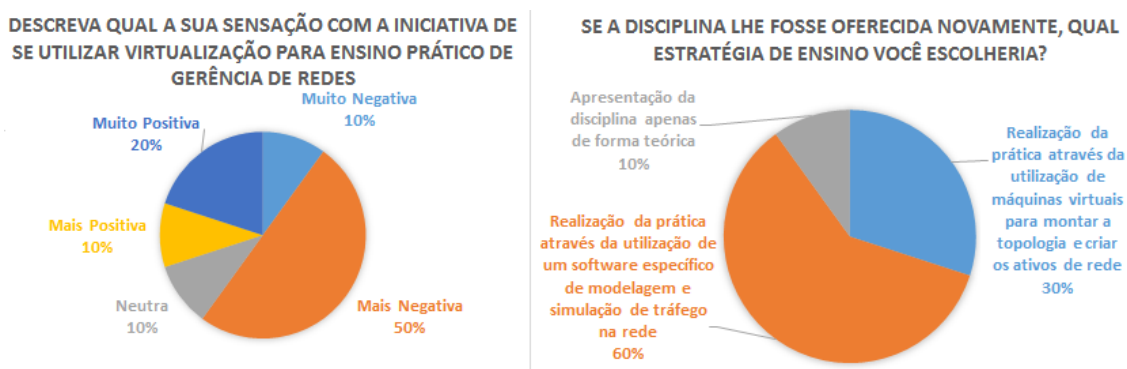 DESCREVA QUAL A SUA SENSAÇÃO COM A INICIATIVA DE
SE UTILIZAR VIRTUALIZAÇÃO PARA ENSINO PRÁTICO DE
GERÊNCIA DE REDES
Muito Negativa
10%
Muito Positiva
20%
Mais Positiva
10%
Neutra
10%
Mais Negativa
50%
SE A DISCIPLINA LHE FOSSE OFERECIDA NOVAMENTE, QUAL
ESTRATÉGIA DE ENSINO VOCÊ ESCOLHERIA?
Apresentação da
disciplina apenas
de forma teórica
10%
Realização da
prática através da
utilização de
máquinas virtuais
para montar a
topologia e criar
os ativos de rede
30%
Realização da prática
através da utilização de
um software específico
de modelagem e
simulação de tráfego
na rede
60%